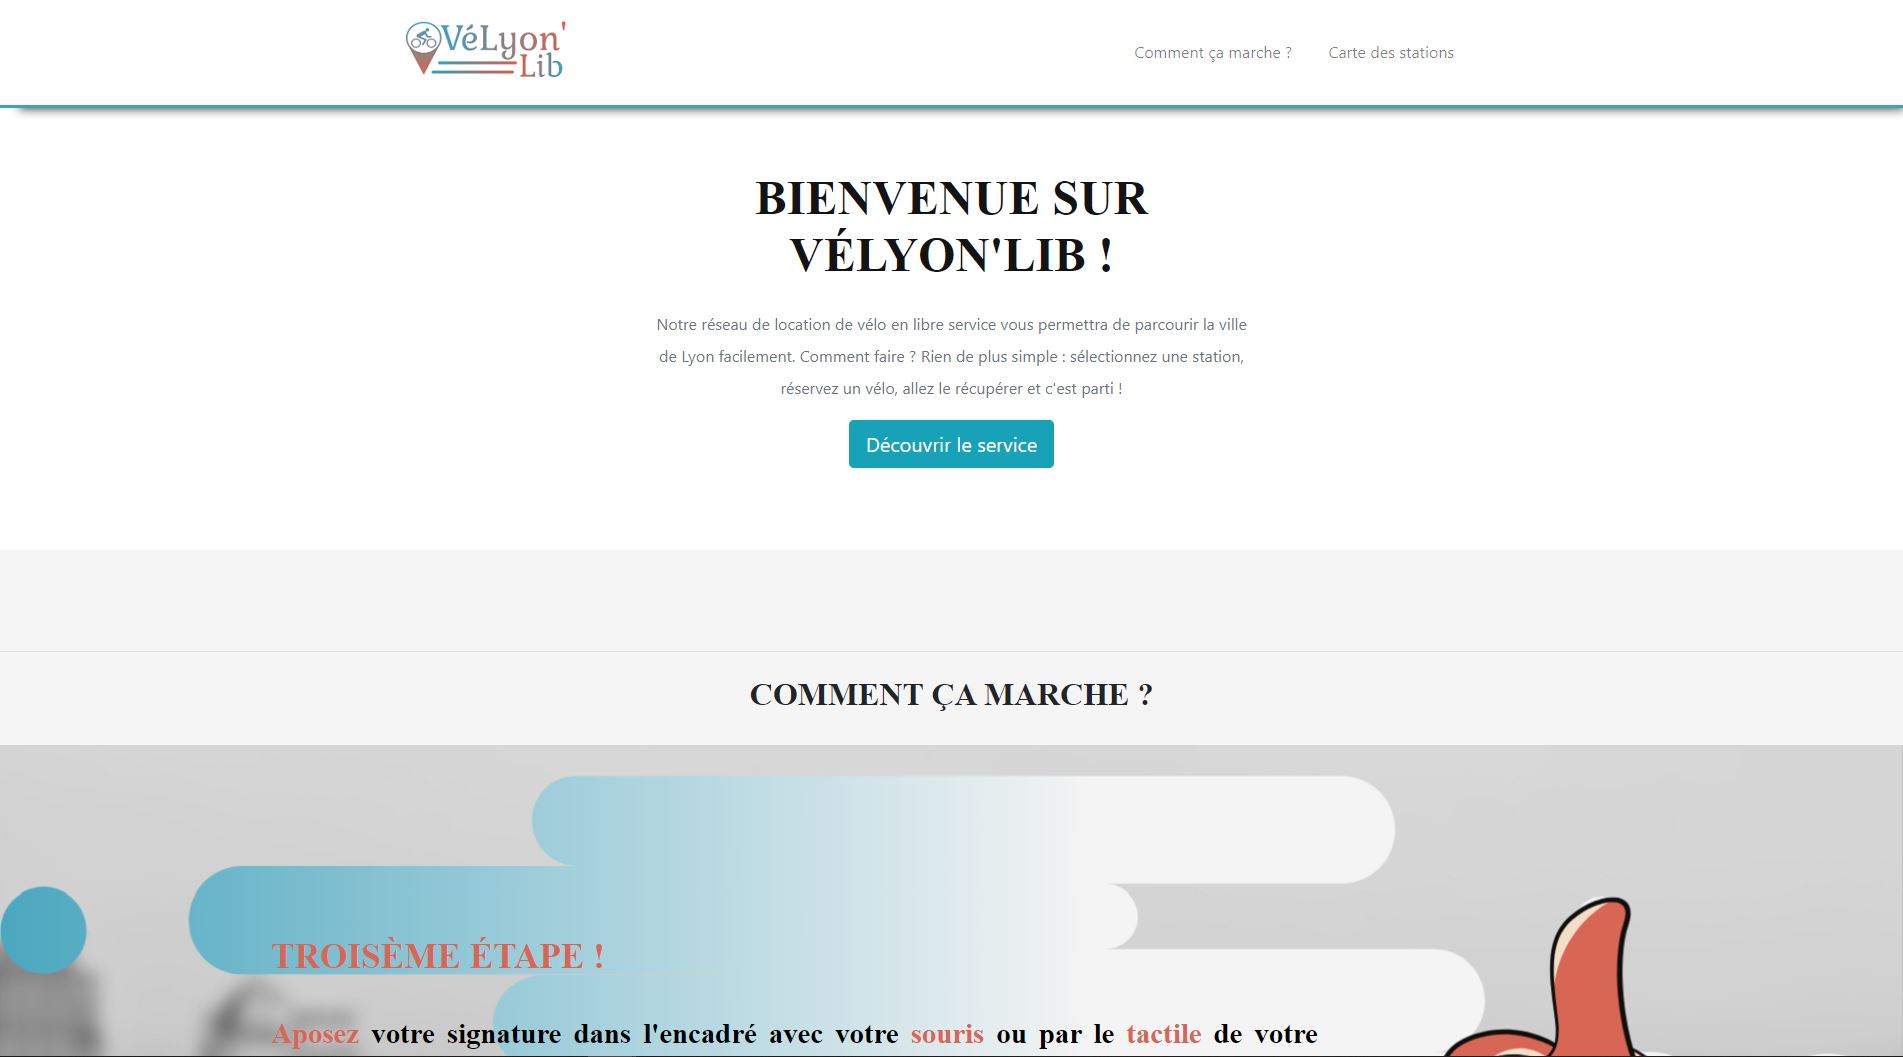 VéLyon'
Lib
Comment ça marche ?
Carte des stations
BIENVENUE SUR
VÉLYON'LIB !
Notre réseau de location de vélo en libre service vous permettra de parcourir la ville
de Lyon facilement. Comment faire ? Rien de plus simple : sélectionnez une station,
réservez un vélo, allez le récupérer et c'est parti !
Découvrir le service
COMMENT ÇA MARCHE ?
TROISÈME ÉTAPE !
Aposez votre signature dans l'encadré avec votre souris ou par le tactile de votre